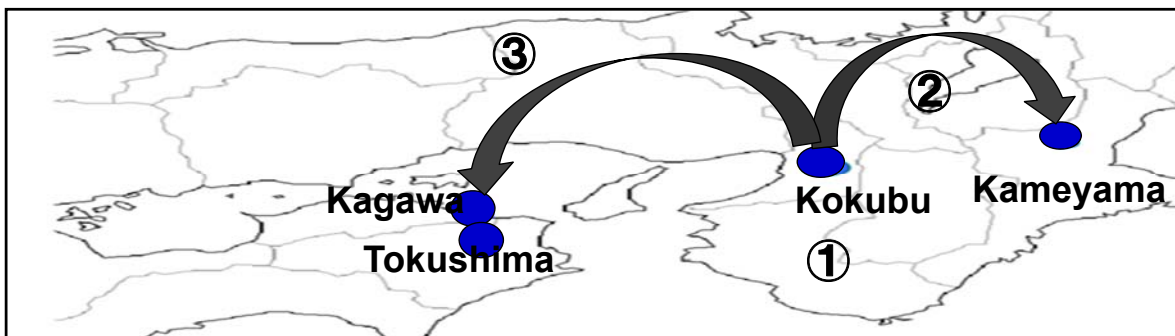 ③
②
Kagawa
Kokubu
Kameyama
Tokushima
①